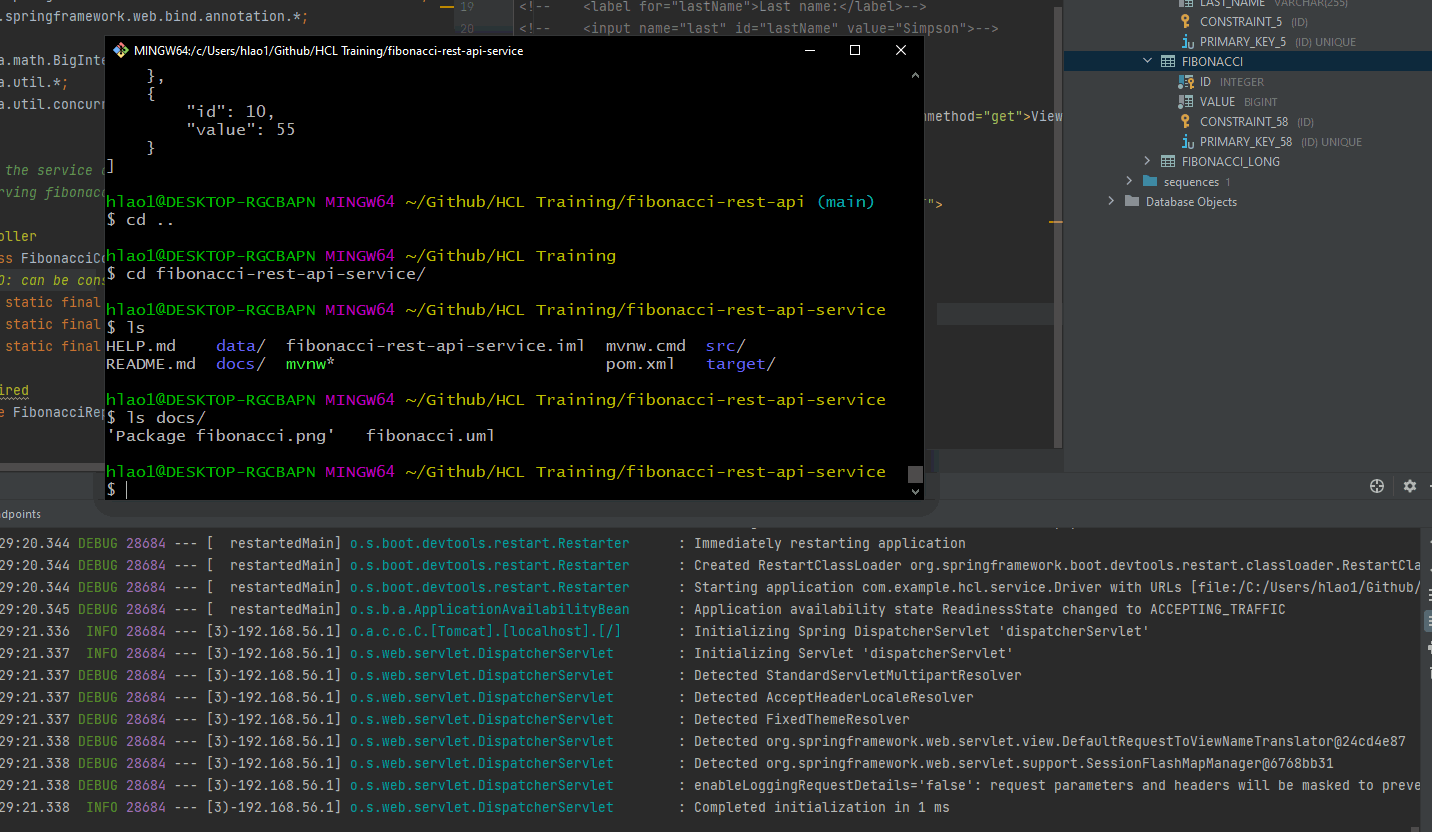 .springframework.web.bind.annotation.*;
a.math.BigInte
a.util.*;
a.util.concurr
the service
rving fibonac
oller
ss FibonacciCo
O: can be cons
static final
static final
static final
ired
e FibonacciRep
19 <!-- <label for="lastName">Last name:</label>-->
20 <!-- <input name="last" id="lastName" value="Simpson">-->
mmethod="get">View
">
MINGW64:/c/Users/hlao1/Github/HCL Training/fibonacci-rest-api-service
},
{
"id": 10,
"value": 55
}
]
hlao1@DESKTOP-RGCBAPN MINGW64 ~/Github/HCL Training/fibonacci-rest-api (main)
$ cd ..
hlao1@DESKTOP-RGCBAPN MINGW64 ~/Github/HCL Training
$ cd fibonacci-rest-api-service/
hlao1@DESKTOP-RGCBAPN MINGW64 ~/Github/HCL Training/fibonacci-rest-api-service
$ ls
HELP.md data/ fibonacci-rest-api-service.iml mvnw.cmd src/
README.md docs/ mvnw* pom.xml target/
hlao1@DESKTOP-RGCBAPN MINGW64 ~/Github/HCL Training/fibonacci-rest-api-service
$ ls docs/
'Package fibonacci.png' fibonacci.uml
hlao1@DESKTOP-RGCBAPN MINGW64 ~/Github/HCL Training/fibonacci-rest-api-service
$
LAST_NAME VARCHAR(255)
CONSTRAINT_5 (ID)
PRIMARY_KEY_5 (ID) UNIQUE
FIBONACCI
ID INTEGER
VALUE BIGINT
CONSTRAINT_58 (ID)
PRIMARY_KEY_58 (ID) UNIQUE
FIBONACCI_LONG
sequences 1
Database Objects
dpoints
29:20.344 DEBUG 28684 --- [ restartedMain] o.s.boot.devtools.restart.Restarter : Immediately restarting application
29:20.344 DEBUG 28684 --- [ restartedMain] o.s.boot.devtools.restart.Restarter : Created RestartClassLoader org.springframework.boot.devtools.restart.classloader.RestartCla
29:20.344 DEBUG 28684 --- [ restartedMain] o.s.boot.devtools.restart.Restarter : Starting application com.example.hcl.service.Driver with URLs [file:/C:/Users/hlao1/Github/
29:20.345 DEBUG 28684 --- [ restartedMain] o.s.b.a.ApplicationAvailabilityBean : Application availability state ReadinessState changed to ACCEPTING_TRAFFIC
29:21.336 INFO 28684 --- [3)-192.168.56.1] o.a.c.c.C.[Tomcat].[localhost].[/] : Initializing Spring DispatcherServlet 'dispatcherServlet'
29:21.337 INFO 28684 --- [3)-192.168.56.1] o.s.web.servlet.DispatcherServlet : Initializing Servlet 'dispatcherServlet'
29:21.337 DEBUG 28684 --- [3)-192.168.56.1] o.s.web.servlet.DispatcherServlet : Detected StandardServletMultipartResolver
29:21.337 DEBUG 28684 --- [3)-192.168.56.1] o.s.web.servlet.DispatcherServlet : Detected AcceptHeaderLocaleResolver
29:21.337 DEBUG 28684 --- [3)-192.168.56.1] o.s.web.servlet.DispatcherServlet : Detected FixedThemeResolver
29:21.338 DEBUG 28684 --- [3)-192.168.56.1] o.s.web.servlet.DispatcherServlet : Detected org.springframework.web.servlet.view.DefaultRequestToViewNameTranslator@24cd4e87
29:21.338 DEBUG 28684 --- [3)-192.168.56.1] o.s.web.servlet.DispatcherServlet : Detected org.springframework.web.servlet.support.SessionFlashMapManager@6768bb31
29:21.338 DEBUG 28684 --- [3)-192.168.56.1] o.s.web.servlet.DispatcherServlet : enableLoggingRequestDetails='false': request parameters and headers will be masked to preve
29:21.338 INFO 28684 --- [3)-192.168.56.1] o.s.web.servlet.DispatcherServlet : Completed initialization in 1 ms